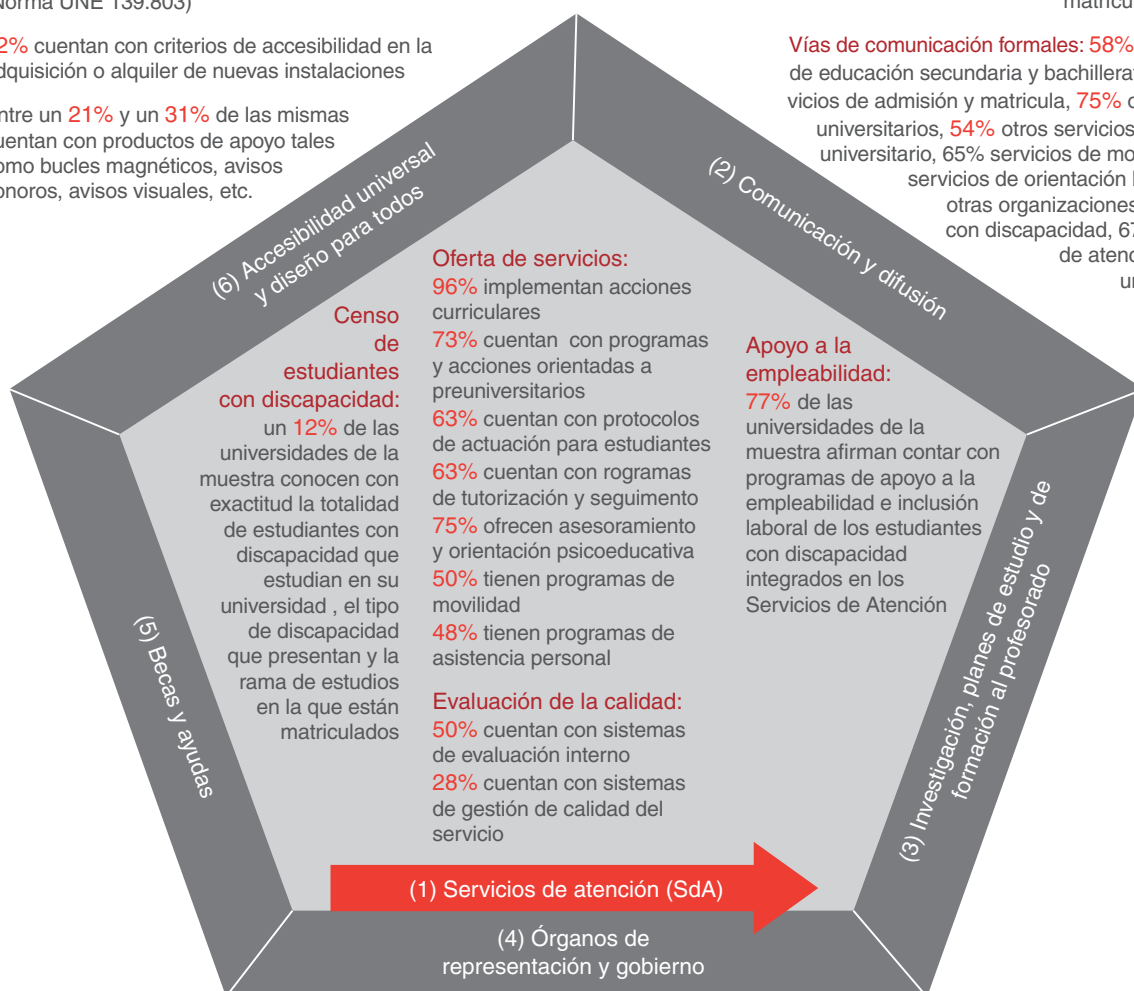 Norma UNE 139.803)
2% cuentan con criterios de accesibilidad en la
adquisición o alquiler de nuevas instalaciones
ntre un 21% y un 31% de las mismas
uentan con productos de apoyo tales
omo bucles magnéticos, avisos
onoros, avisos visuales, etc.
Vías de comunicación formales: 58%
de educación secundaria y bachillerat
vicios de admisión y matricula, 75%
universitarios, 54% otros servicios
universitario, 65% servicios de mo
servicios de orientación
otras organizaciones
con discapacidad, 67
de atenc
(6) Accesibilidad universal
y diseño para todos
(2) Comunicación y difusión
Censo
de
estudiantes
con discapacidad:
un 12% de las
universidades de la
muestra conocen con
exactitud la totalidad
de estudiantes con
discapacidad que
estudian en su
universidad , el tipo
de discapacidad
que presentan y la
rama de estudios
en la que están
matriculados
Oferta de servicios:
96% implementan acciones
curriculares
73% cuentan con programas
y acciones orientadas a
preuniversitarios
63% cuentan con protocolos
de actuación para estudiantes
63% cuentan con rogramas
de tutorización y seguimento
75% ofrecen asesoramiento
y orientación psicoeducativa
50% tienen programas de
movilidad
48% tienen programas de
asistencia personal
Evaluación de la calidad:
50% cuentan con sistemas
de evaluación interno
28% cuentan con sistemas
de gestión de calidad del
servicio
Apoyo a la
empleabilidad:
77% de las
universidades de la
muestra afirman contar con
programas de apoyo a la
empleabilidad e inclusión
laboral de los estudiantes
con discapacidad
integrados en los
Servicios de Atención
(5) Becas y ayudas
(3) Investigación, planes de estudio y de
formación al profesorado
(1) Servicios de atención (SdA)
(4) Órganos de
representación y gobierno